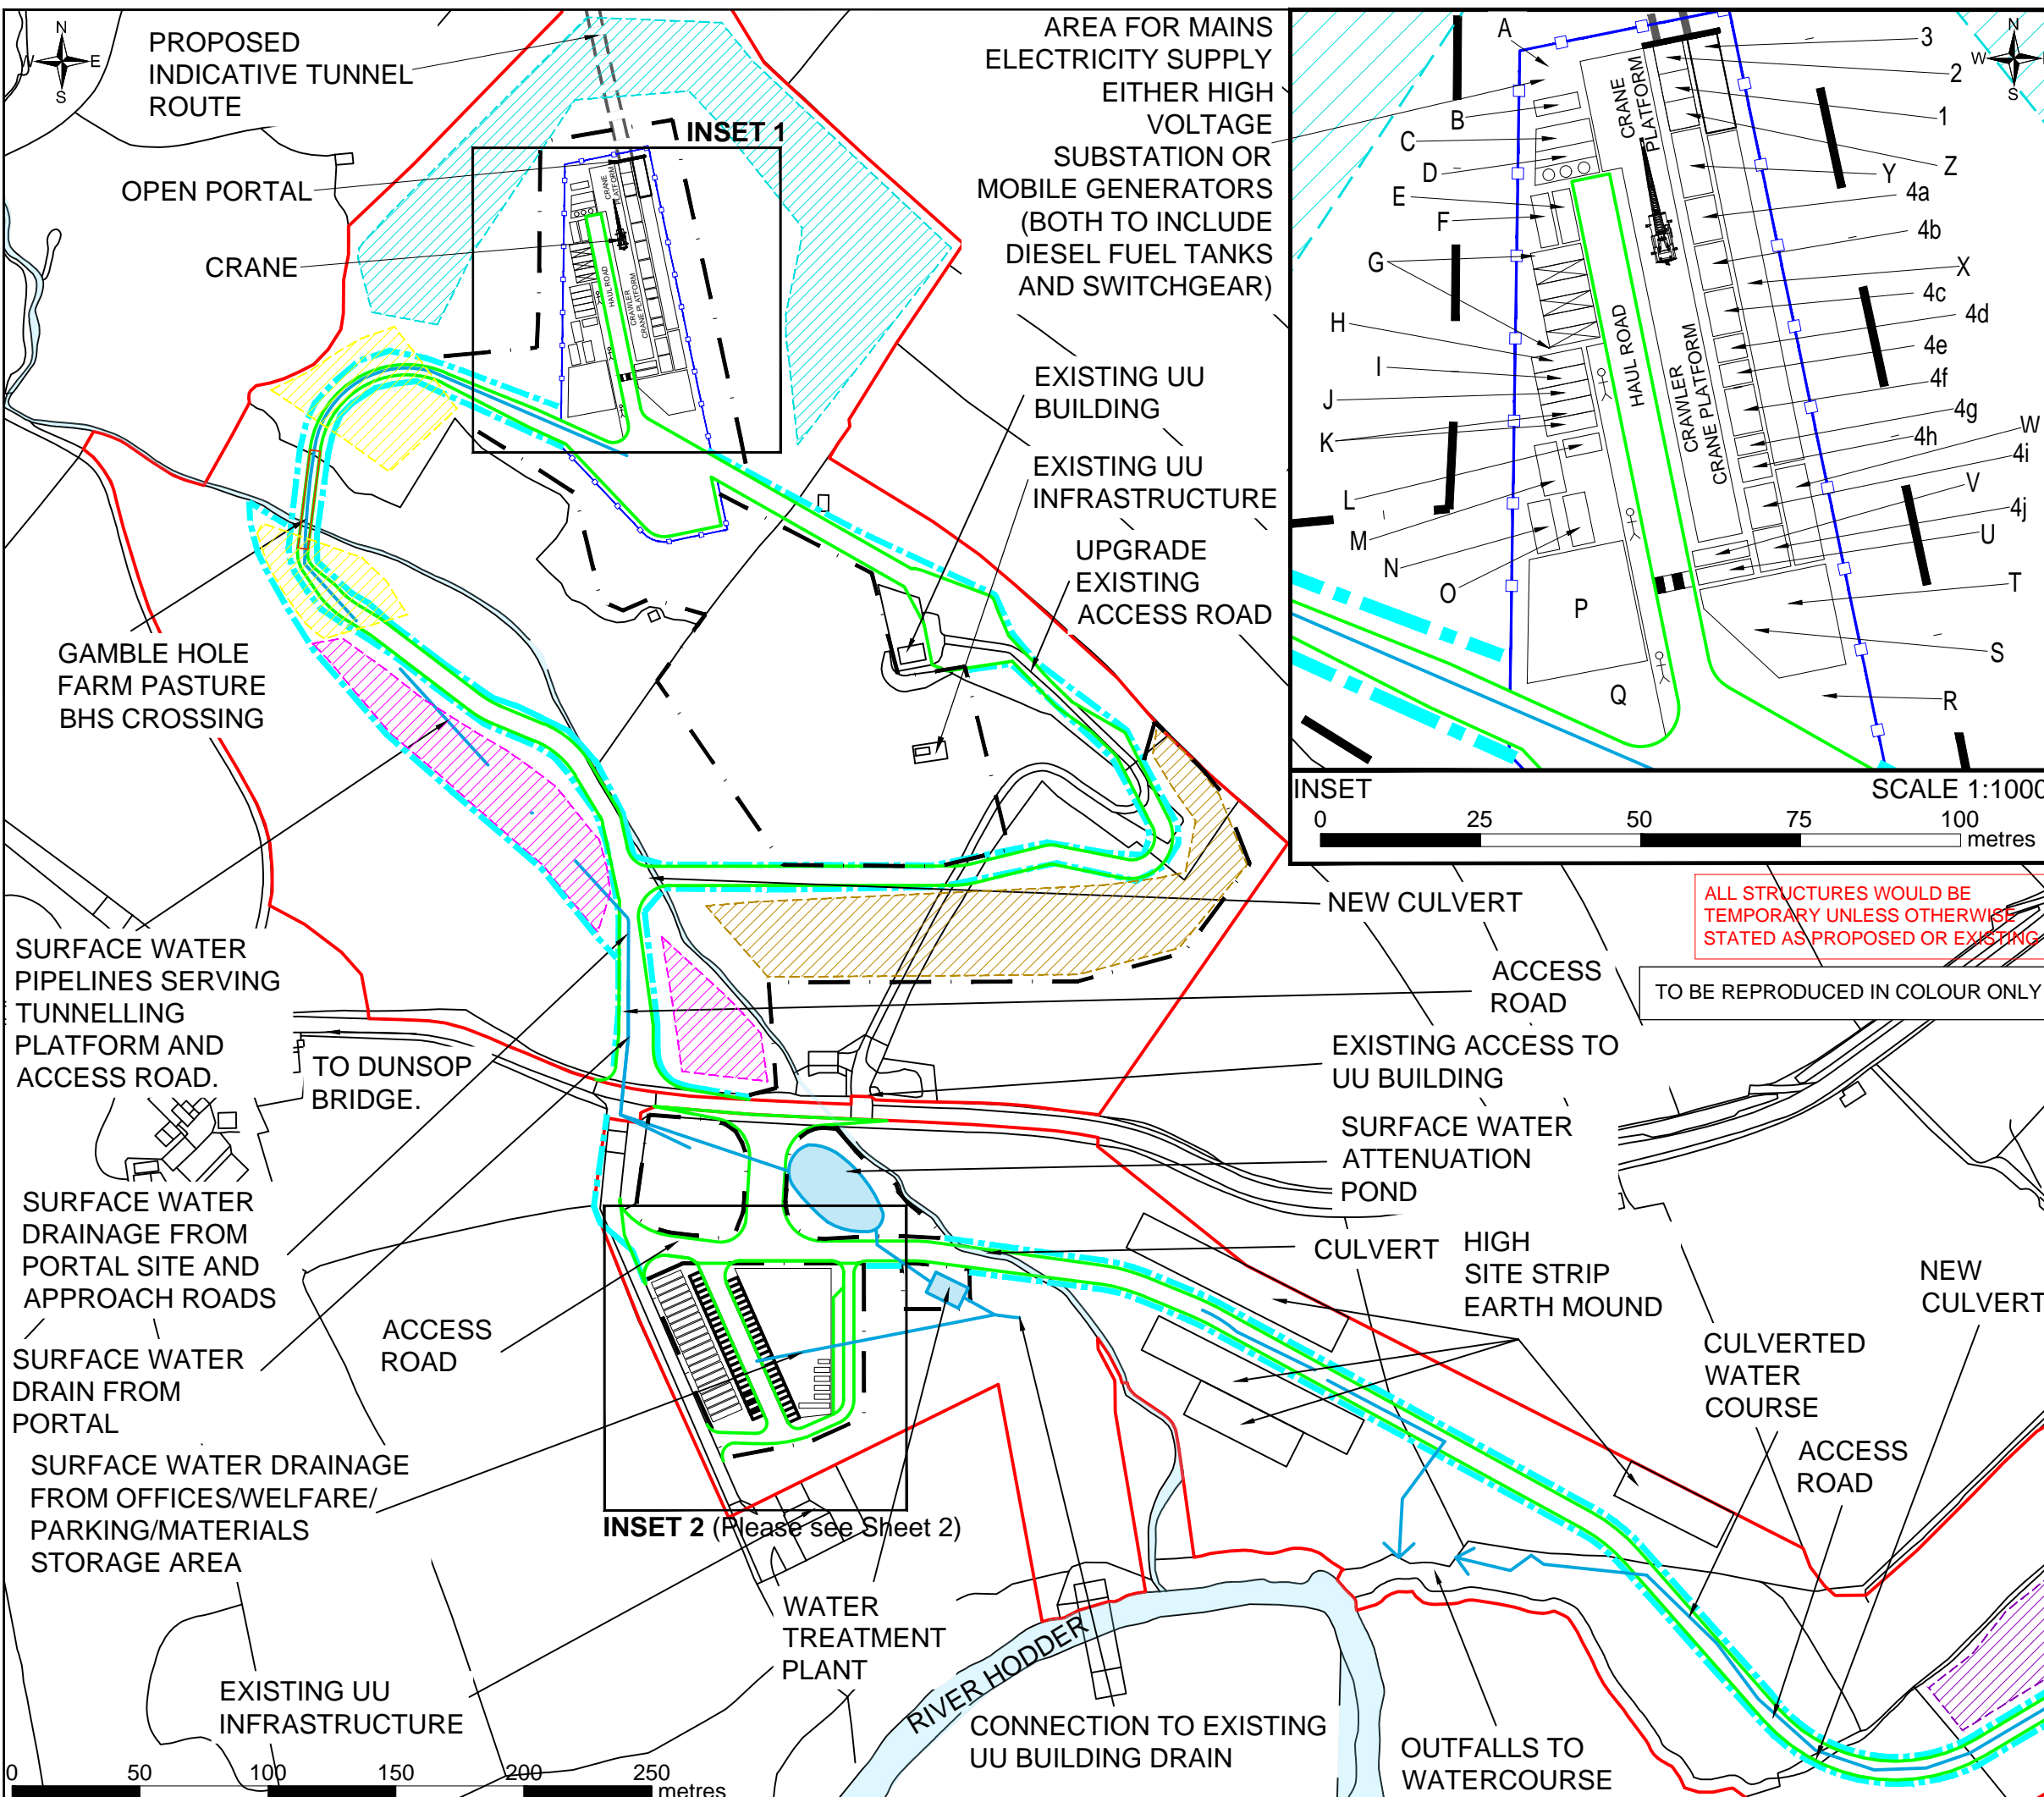 N
W
E
S
PROPOSED
INDICATIVE TUNNEL
ROUTE
OPEN PORTAL
CRANE
INSET 1
CRANE
PLATFORM
HAUL ROAD
CRAWLER
CRANE PLATFORM
AREA FOR MAINS
ELECTRICITY SUPPLY
EITHER HIGH
VOLTAGE
SUBSTATION OR
MOBILE GENERATORS
(BOTH TO INCLUDE
DIESEL FUEL TANKS
AND SWITCHGEAR)
EXISTING UU
BUILDING
EXISTING UU
INFRASTRUCTURE
UPGRADE
EXISTING
ACCESS ROAD
GAMBLE HOLE
FARM PASTURE
BHS CROSSING
A
B
C
D
E
F
G
H
I
J
K
L
M
N
O
P
Q
3
2
1
Z
Y
4a
4b
X
4c
4d
4e
4f
4g
W
4h
4i
V
4j
U
T
S
R
CRANE
PLATFORM
HAUL ROAD
CRAWLER
CRANE PLATFORM
N
W
S
INSET
SCALE 1:1000
0 25 50 75 100
metres
ALL STRUCTURES WOULD BE
TEMPORARY UNLESS OTHERWISE
STATED AS PROPOSED OR EXISTING
TO BE REPRODUCED IN COLOUR ONLY
NEW CULVERT
ACCESS
ROAD
EXISTING ACCESS TO
UU BUILDING
SURFACE WATER
ATTENUATION
POND
CULVERT
HIGH
SITE STRIP
EARTH MOUND
NEW
CULVERT
CULVERTED
WATER
COURSE
ACCESS
ROAD
SURFACE WATER
PIPELINES SERVING
TUNNELLING
PLATFORM AND
ACCESS ROAD.
TO DUNSOP
BRIDGE.
SURFACE WATER
DRAINAGE FROM
PORTAL SITE AND
APPROACH ROADS
ACCESS
ROAD
SURFACE WATER
DRAIN FROM
PORTAL
SURFACE WATER DRAINAGE
FROM OFFICES/WELFARE/
PARKING/MATERIALS
STORAGE AREA
INSET 2 (Please see Sheet 2)
WATER
TREATMENT
PLANT
EXISTING UU
INFRASTRUCTURE
RIVER HODDER
CONNECTION TO EXISTING
UU BUILDING DRAIN
OUTFALLS TO
WATERCOURSE
0 50 100 150 200 250
metres